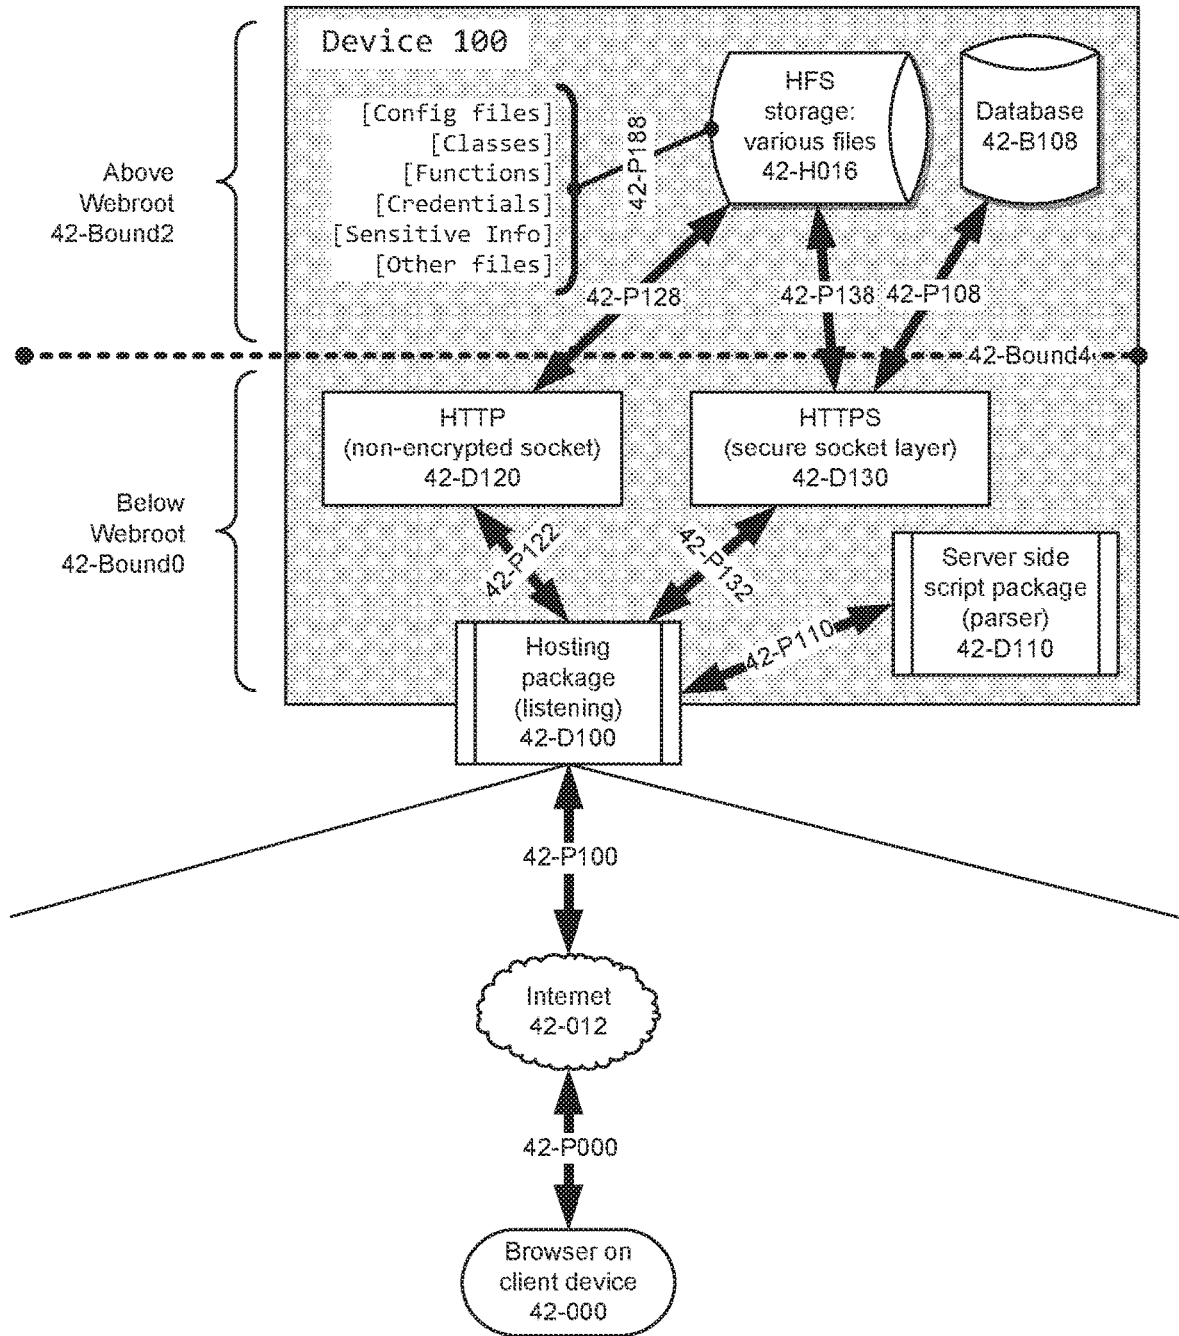 Device 100
[Config files]
[Classes]
[Functions]
[Credentials]
[Sensitive Info]
[Other files]
42-P188
HFS
storage:
various files
42-H016
Database
42-B108
Above
Webroot
42-Bound2
42-P128
42-P138
42-P108
42-Bound4
HTTP
(non-encrypted socket)
42-D120
HTTPS
(secure socket layer)
42-D130
Below
Webroot
42-Bound0
42-P122
42-P132
Server side
script package
(parser)
42-D110
42-P110
Hosting
package
(listening)
42-D100
42-P100
Internet
42-012
42-P000
Browser on
client device
42-000